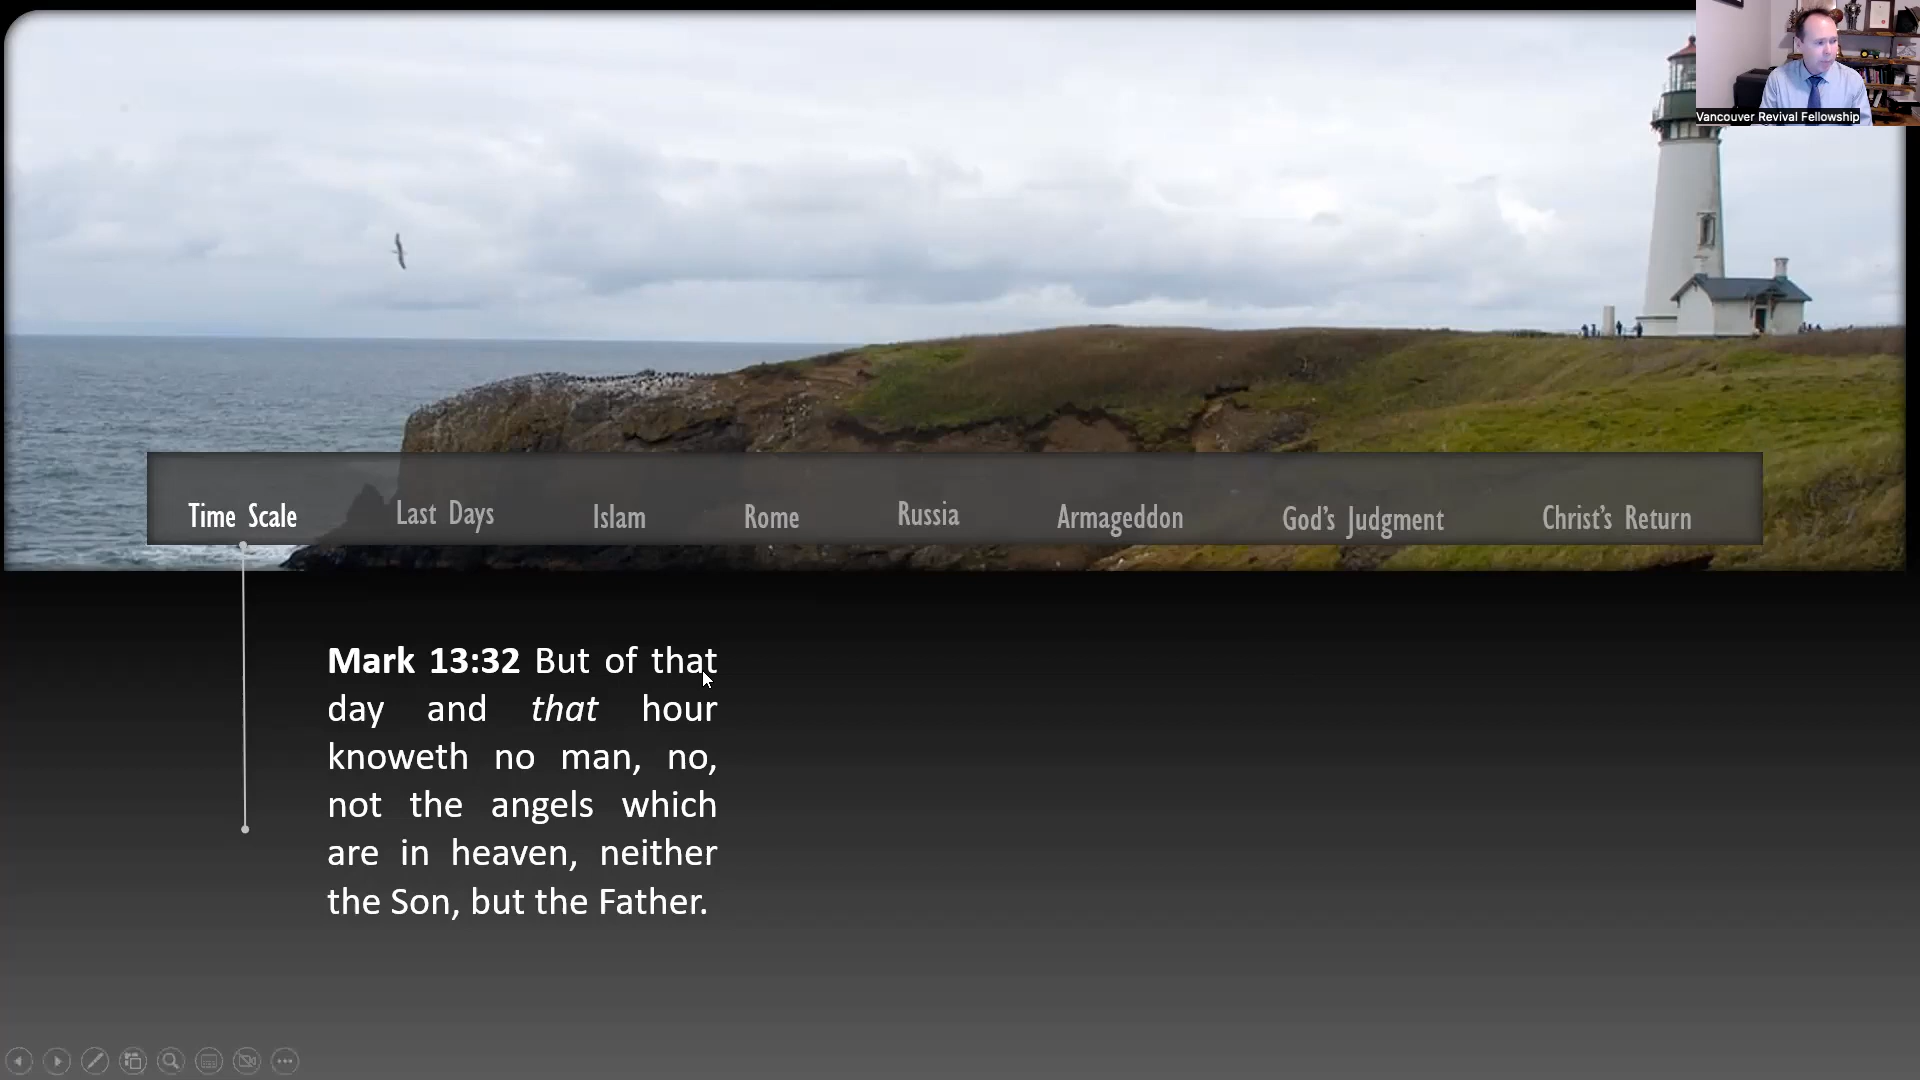 Vancouver Revival Fellowship
Time Scale
Last Days
Islam
Rome
Russia
Armageddon
God's Judgment
Christ's Return
Mark 13:32 But of that
day and that hour
knoweth no man, no,
not the angels which
are in heaven, neither
the Son, but the Father.